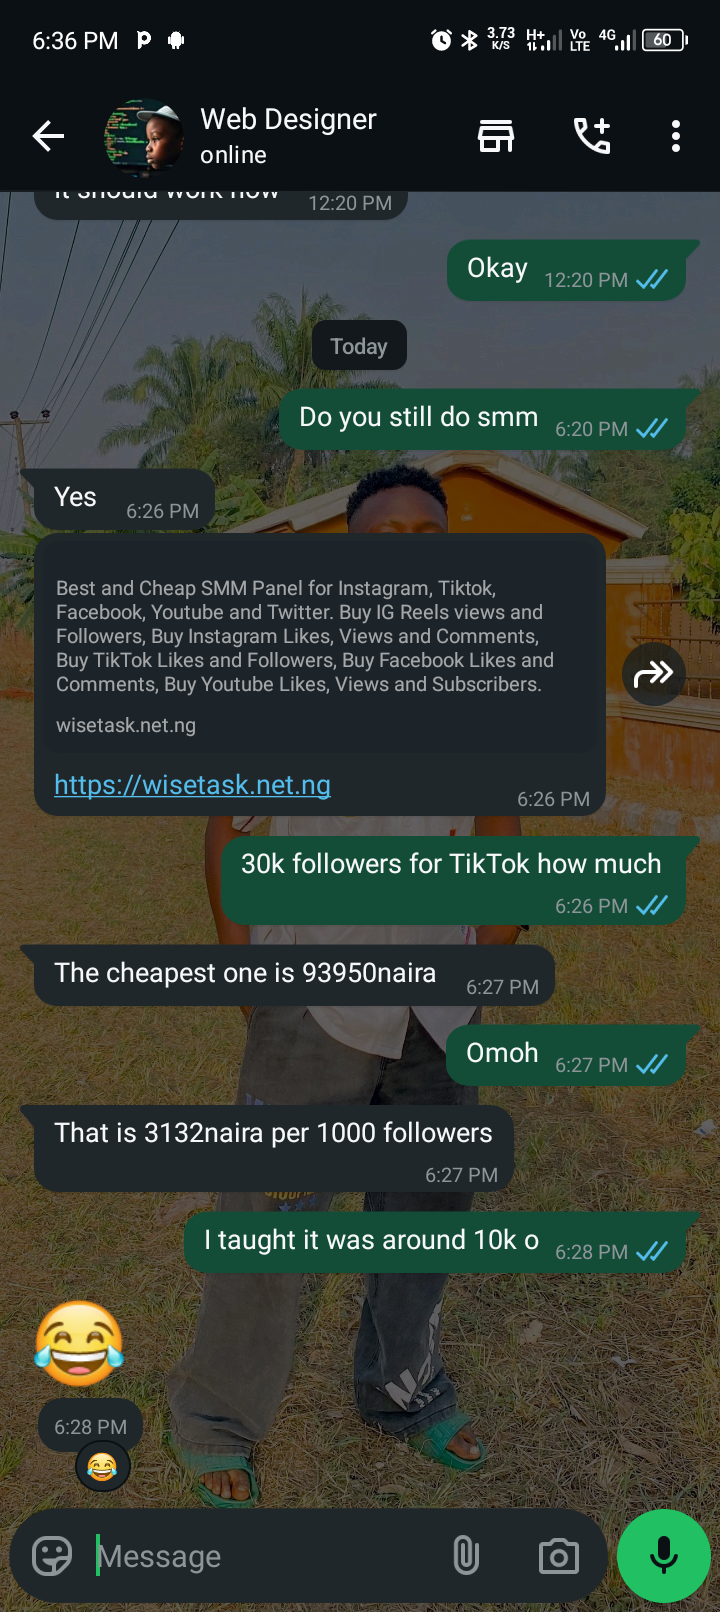 6:36 PM
3.73 K/S H+ Vo LTE 4G 60
Web Designer
online
It should work now 12:20 PM
Okay 12:20 PM
Today
Do you still do smm 6:20 PM
Yes 6:26 PM
Best and Cheap SMM Panel for Instagram, Tiktok,
Facebook, Youtube and Twitter. Buy IG Reels views and
Followers, Buy Instagram Likes, Views and Comments,
Buy TikTok Likes and Followers, Buy Facebook Likes and
Comments, Buy Youtube Likes, Views and Subscribers.
wisetask.net.ng
https://wisetask.net.ng
6:26 PM
30k followers for TikTok how much
6:26 PM
The cheapest one is 93950naira 6:27 PM
Omoh 6:27 PM
That is 3132naira per 1000 followers
6:27 PM
I taught it was around 10k o 6:28 PM
😂
6:28 PM
😂
Message